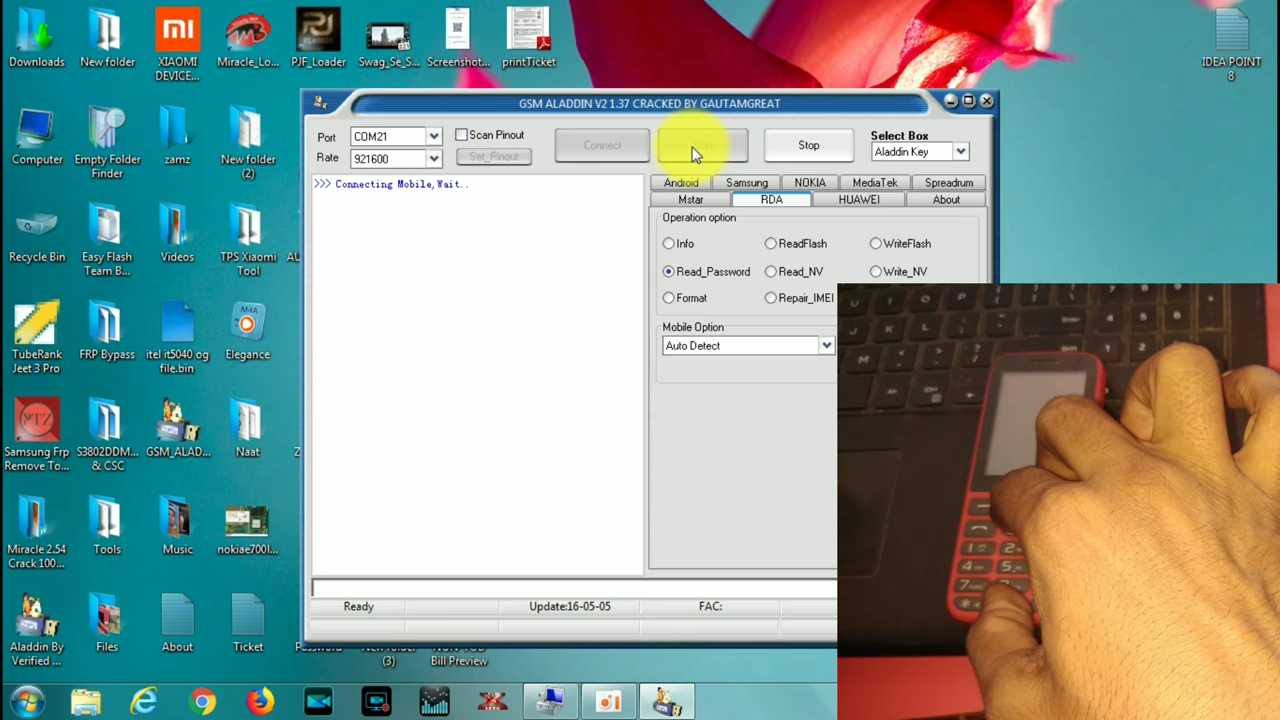 Downloads
New folder
XIAOMI
DEVICE...
Miracle_Lo...
PJF_Loader
Swag_Se_S...
Screenshot...
printTicket
IDEA POINT
8
Computer
Empty Folder
Finder
zamz
New folder
(2)
Recycle Bin
Easy Flash
Team B...
Videos
TPS Xiaomi
Tool
TubeRank
Jeet 3 Pro
FRP Bypass
itel it5040 og
file.bin
Elegance
Samsung Frp
Remove To...
S3802DDM...
& CSC
GSM_ALAD...
Naat
Miracle 2.54
Crack 100...
Tools
Music
nokiae700I...
Aladdin By
Verified ...
Files
About
Ticket
(3)
Bill Preview
GSM ALADDIN V2 1.37 CRACKED BY GAUTAMGREAT
Port
COM21
Scan Pinout
Connect
Stop
Select Box
Rate
921600
Set_Pinout
Aladdin Key
>>> Connecting Mobile,Wait..
Android
Samsung
NOKIA
MediaTek
Spreadrum
Mstar
RDA
HUAWEI
About
Operation option
Info
ReadFlash
WriteFlash
Read_Password
Read_NV
Write_NV
Format
Repair_IMEI
Mobile Option
Auto Detect
Ready
Update:16-05-05
FAC: